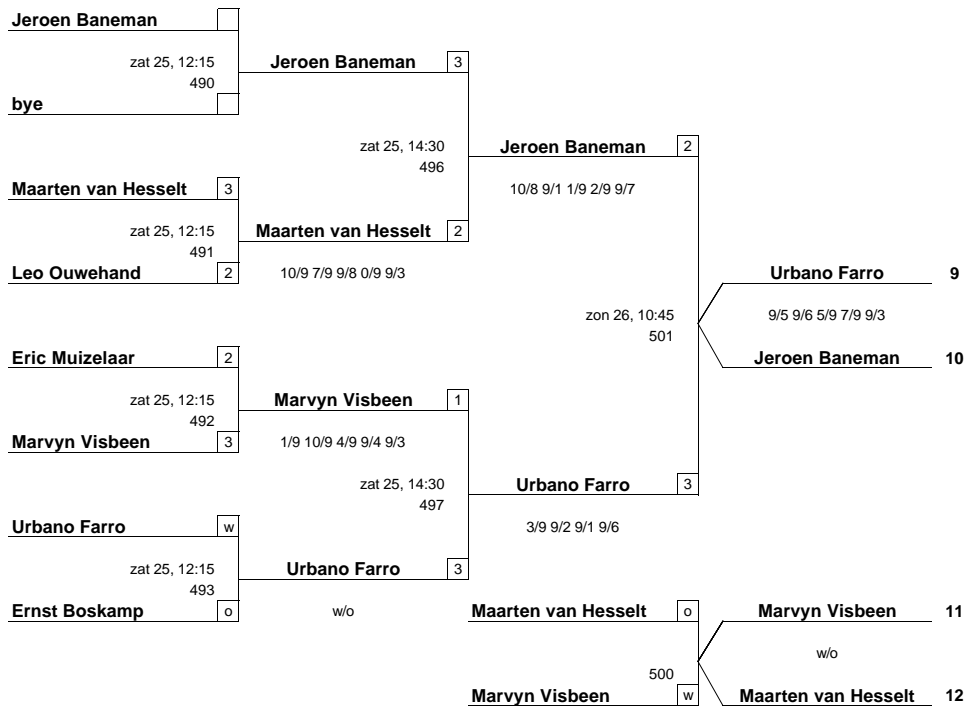 Jeroen Baneman
zat 25, 12:15 Jeroen Baneman 3
490
bye
zat 25, 14:30 Jeroen Baneman 2
496
Maarten van Hesselt 3 10/8 9/1 1/9 2/9 9/7
zat 25, 12:15 Maarten van Hesselt 2
491
Leo Ouwehand 2 10/9 7/9 9/8 0/9 9/3 Urbano Farro 9
zon 26, 10:45 9/5 9/6 5/9 7/9 9/3
501
Eric Muizelaar 2 Jeroen Baneman 10
zat 25, 12:15 Marvyn Visbeen 1
492
Marvyn Visbeen 3 1/9 10/9 4/9 9/4 9/3
zat 25, 14:30 Urbano Farro 3
497
Urbano Farro w 3/9 9/2 9/1 9/6
zat 25, 12:15 Urbano Farro 3
493
Ernst Boskamp o w/o Maarten van Hesselt o Marvyn Visbeen 11
w/o
500
Marvyn Visbeen w Maarten van Hesselt 12